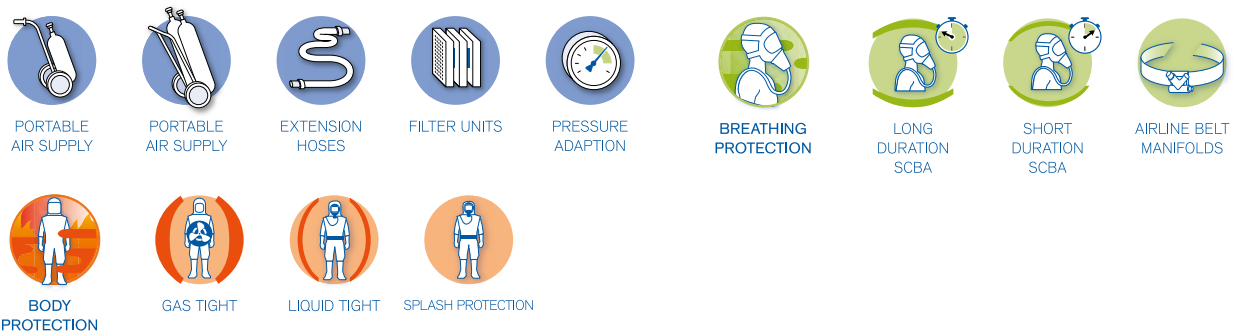 PORTABLE
AIR SUPPLY
PORTABLE
AIR SUPPLY
EXTENSION
HOSES
FILTER UNITS
PRESSURE
ADAPTION
BREATHING
PROTECTION
LONG
DURATION
SCBA
SHORT
DURATION
SCBA
AIRLINE BELT
MANIFOLDS
BODY
PROTECTION
GAS TIGHT
LIQUID TIGHT
SPLASH PROTECTION